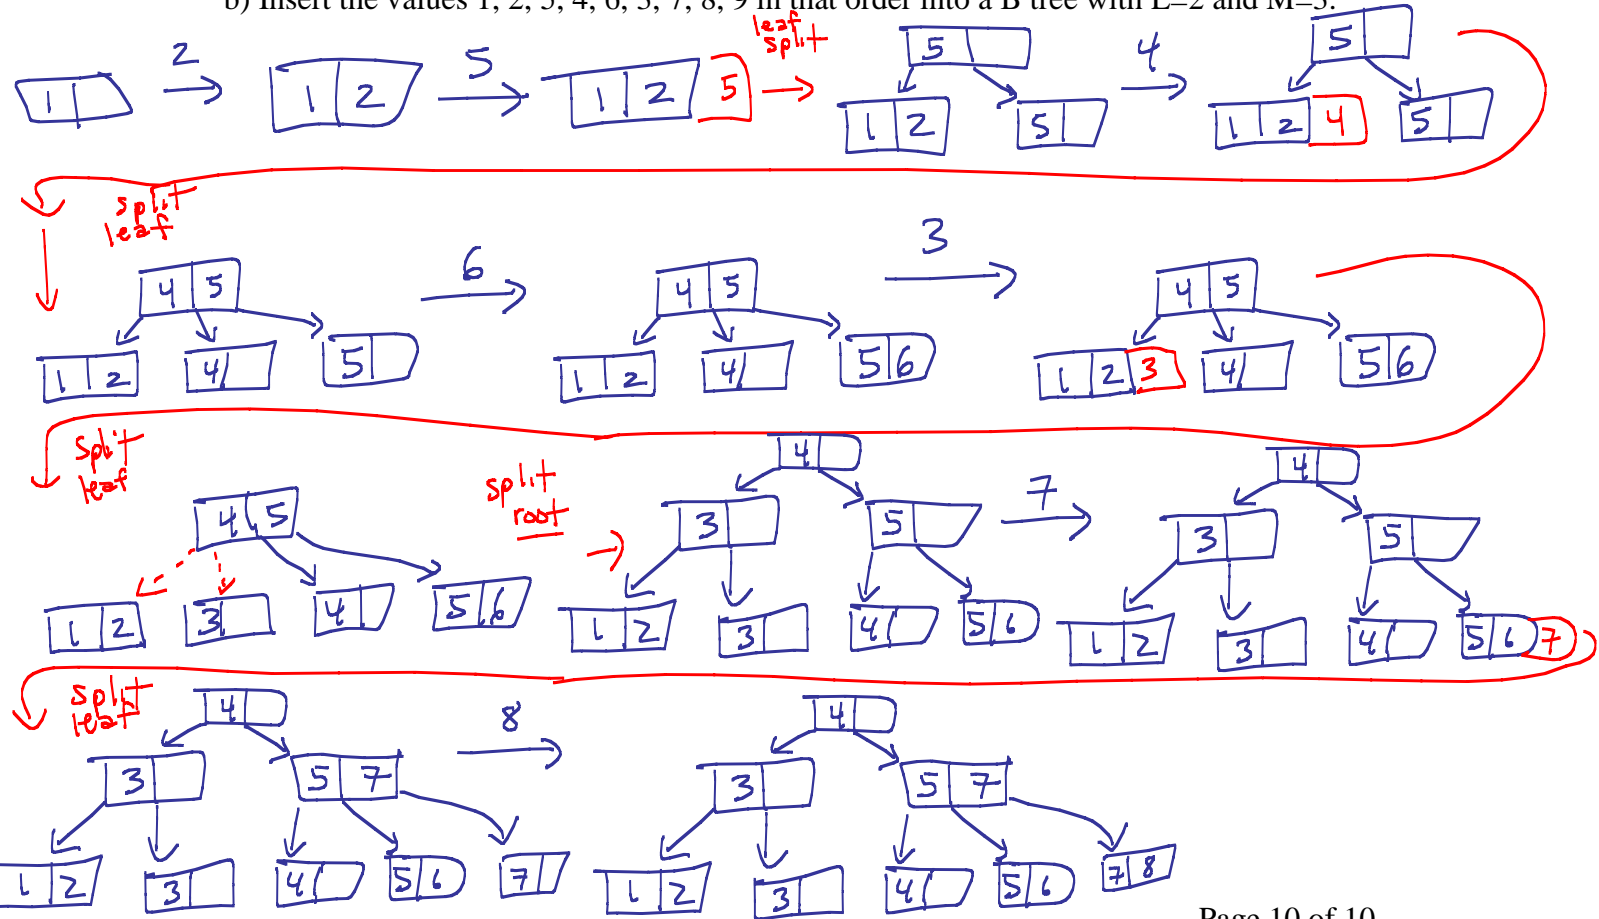 b) Insert the values 1, 2, 5, 4, 6, 3, 7, 8, 9 in that order into a B tree with L=2 and M=3.
1 2 1 2 5 1 2 5 leaf split 5 1 2 5 4 5 1 2 4 5
split leaf
4 5 1 2 4 5 6 4 5 1 2 4 5 6 3 4 5 1 2 3 4 5 6
split leaf
4 5 1 2 3 4 5 6 split root 4 3 5 1 2 3 4 5 6 7 4 3 5 1 2 3 4 5 6 7
split leaf
4 3 5 7 1 2 3 4 5 6 7 8 4 3 5 7 1 2 3 4 5 6 7 8
Page 10 of 10